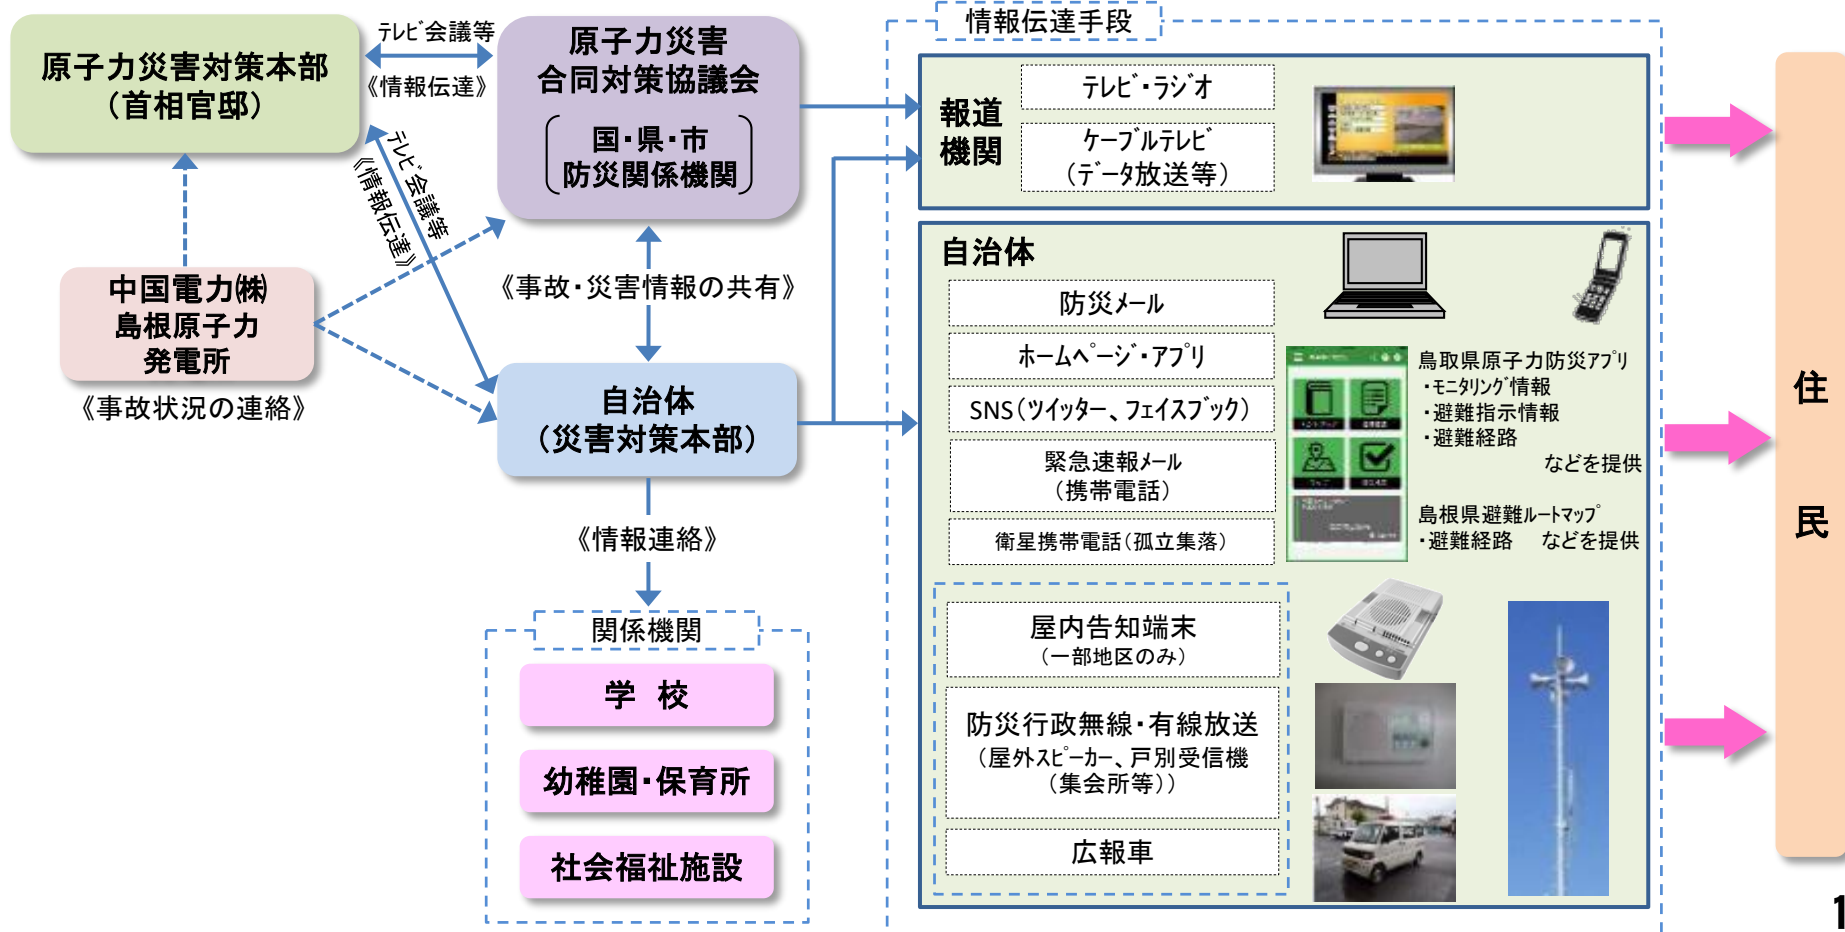 原子力災害対策本部
（首相官邸）
テレビ会議等
《情報伝達》
原子力災害
合同対策協議会
国・県・市
防災関係機関
テレビ会議等
《情報伝達》
中国電力㈱
島根原子力
発電所
《事故状況の連絡》
《事故・災害情報の共有》
自治体
（災害対策本部）
《情報連絡》
関係機関
学　校
幼稚園・保育所
社会福祉施設
情報伝達手段
報道
機関
テレビ・ラジオ
ケーブルテレビ
（データ放送等）
自治体
防災メール
ホームページ・アプリ
SNS（ツイッター、フェイスブック）
緊急速報メール
（携帯電話）
衛星携帯電話（孤立集落）
鳥取県原子力防災アプリ
・モニタリング情報
・避難指示情報
・避難経路
などを提供
島根県避難ルートマップ
・避難経路　などを提供
屋内告知端末
（一部地区のみ）
防災行政無線・有線放送
（屋外スピーカー、戸別受信機
（集会所等））
広報車
住
民
1